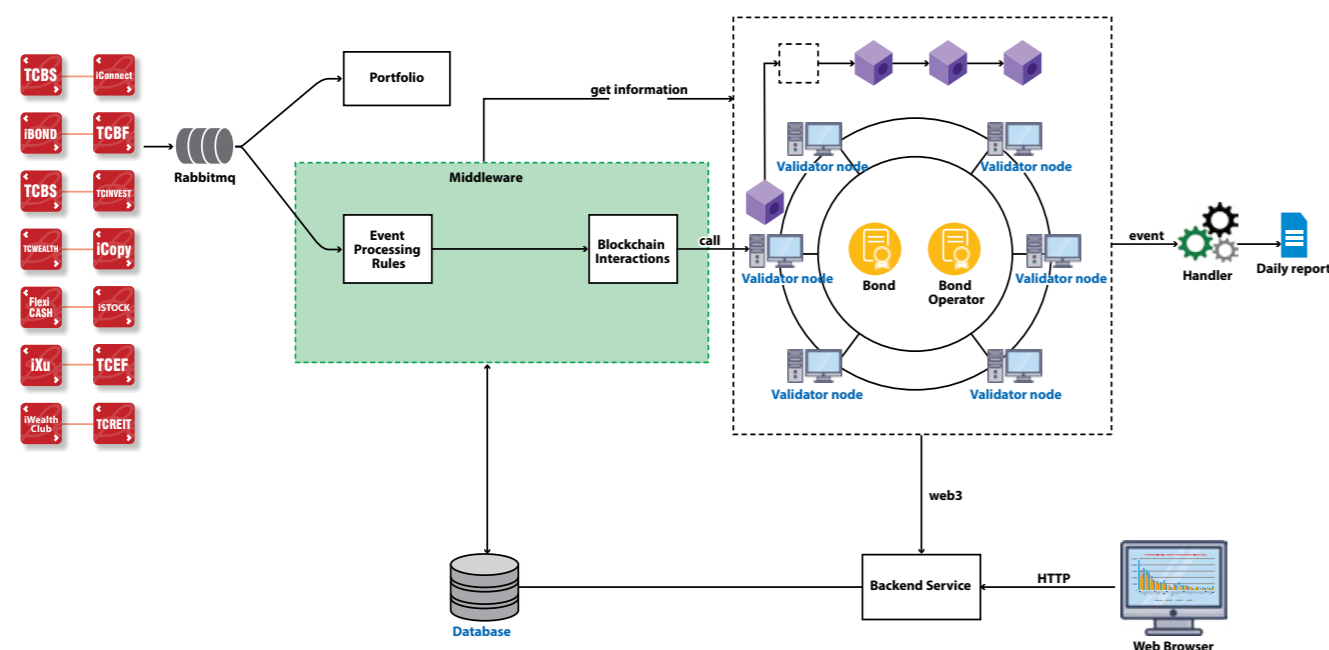 TCBS
iConnect
iBOND
TCBF
TCBS
TCINVEST
TCWEALTH
iCopy
Flexi
CASH
iSTOCK
iXu
TCEF
iWealth
Club
TCREIT
Rabbitmq
Portfolio
get information
Middleware
Event
Processing
Rules
Blockchain
Interactions
call
Validator node
Validator node
Validator node
Validator node
Validator node
Validator node
Bond
Bond
Operator
event
Handler
Daily report
web3
Database
Backend Service
HTTP
Web Browser